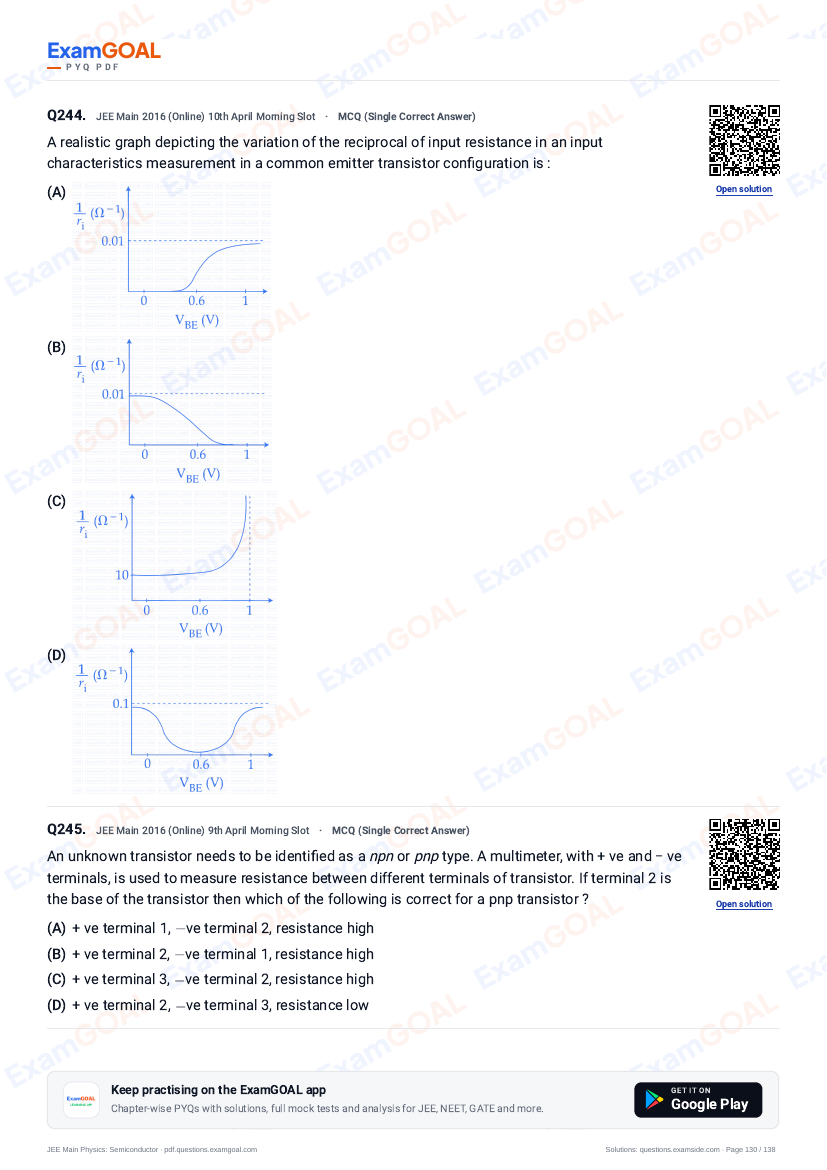 ExamGOAL
PYQ PDF
Q244. JEE Main 2016 (Online) 10th April Morning Slot · MCQ (Single Correct Answer)
A realistic graph depicting the variation of the reciprocal of input resistance in an input
characteristics measurement in a common emitter transistor configuration is :
Open solution
(A)
1/r_i (Ω⁻¹)
0.01
0 0.6 1
V_BE (V)
(B)
1/r_i (Ω⁻¹)
0.01
0 0.6 1
V_BE (V)
(C)
1/r_i (Ω⁻¹)
10
0 0.6 1
V_BE (V)
(D)
1/r_i (Ω⁻¹)
0.1
0 0.6 1
V_BE (V)
Q245. JEE Main 2016 (Online) 9th April Morning Slot · MCQ (Single Correct Answer)
An unknown transistor needs to be identified as a npn or pnp type. A multimeter, with + ve and − ve
terminals, is used to measure resistance between different terminals of transistor. If terminal 2 is
the base of the transistor then which of the following is correct for a pnp transistor ?
Open solution
(A) + ve terminal 1, −ve terminal 2, resistance high
(B) + ve terminal 2, −ve terminal 1, resistance high
(C) + ve terminal 3, −ve terminal 2, resistance high
(D) + ve terminal 2, −ve terminal 3, resistance low
ExamGOAL
Keep practising on the ExamGOAL app
Chapter-wise PYQs with solutions, full mock tests and analysis for JEE, NEET, GATE and more.
GET IT ON
Google Play
JEE Main Physics: Semiconductor · pdf.questions.examgoal.com
Solutions: questions.examside.com · Page 130 / 138